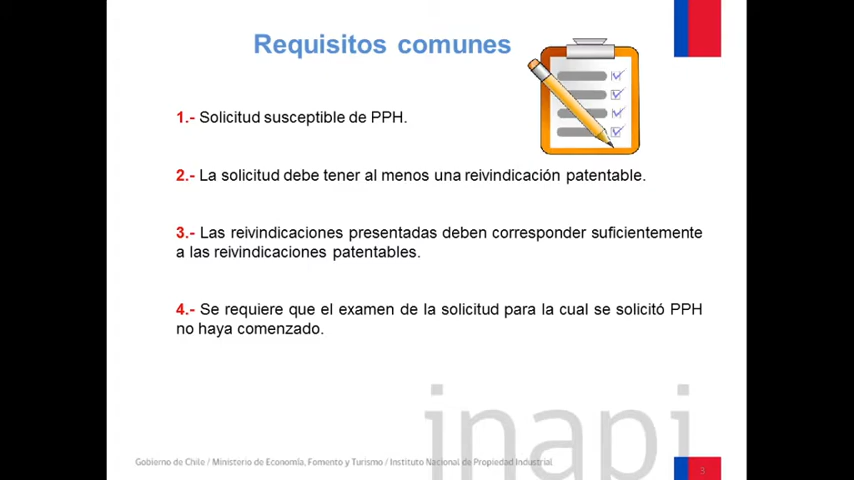 Requisitos comunes
1.- Solicitud susceptible de PPH.
2.- La solicitud debe tener al menos una reivindicación patentable.
3.- Las reivindicaciones presentadas deben corresponder suficientemente
a las reivindicaciones patentables.
4.- Se requiere que el examen de la solicitud para la cual se solicitó PPH
no haya comenzado.
inapi
Gobierno de Chile / Ministerio de Economía, Fomento y Turismo / Instituto Nacional de Propiedad Industrial
3